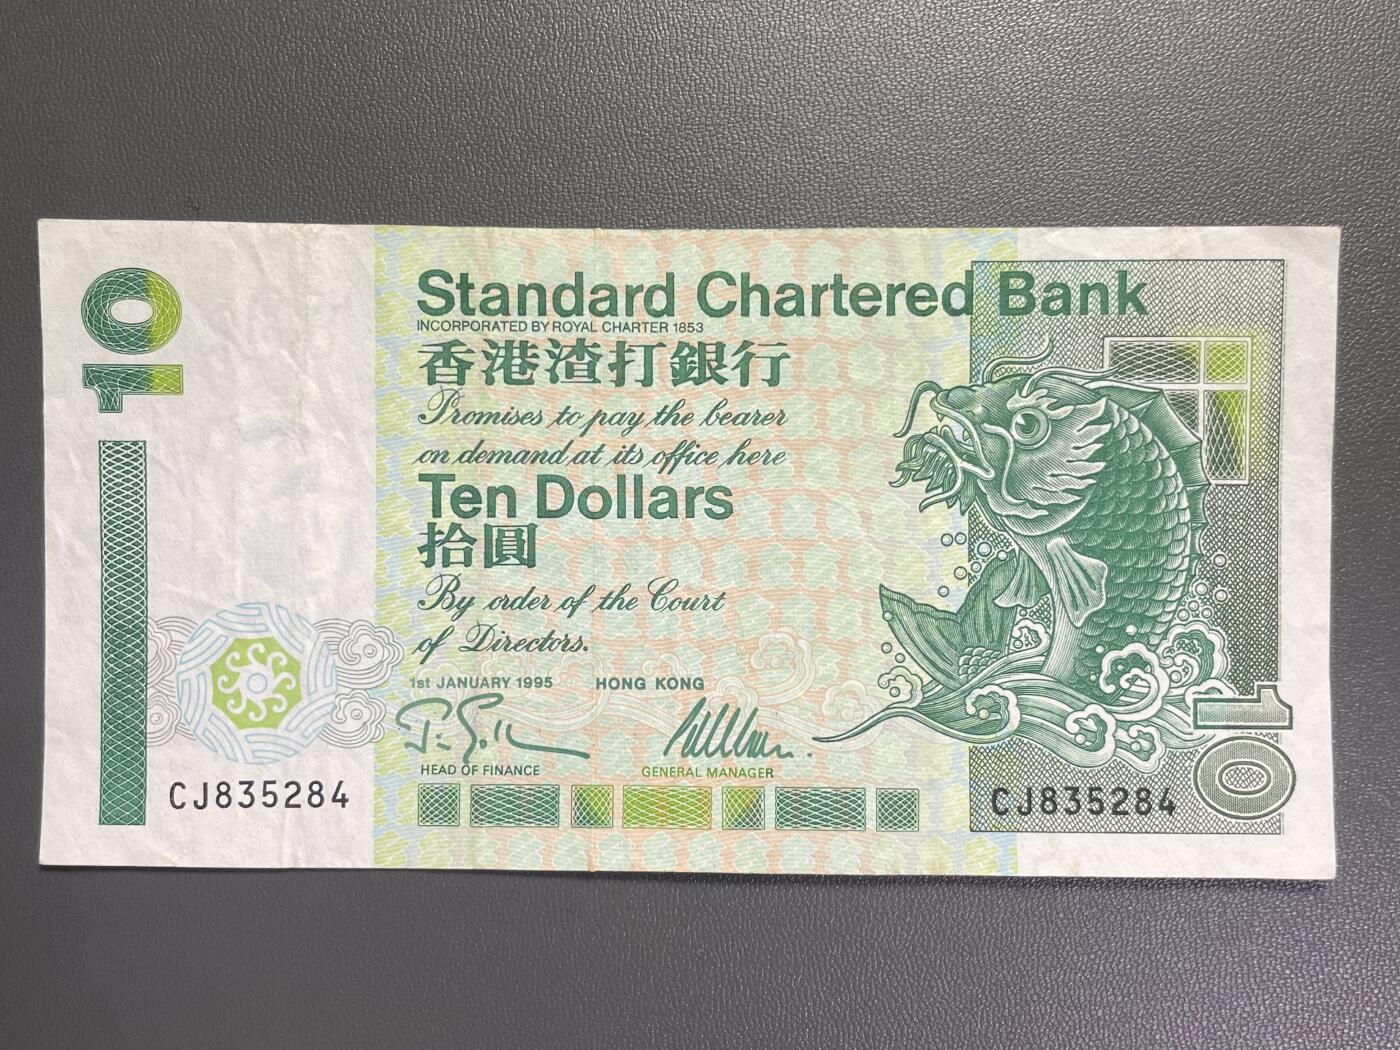 10
Standard Chartered Bank
INCORPORATED BY ROYAL CHARTER 1853
香港渣打銀行
Promises to pay the bearer
on demand at its office here
Ten Dollars
拾圓
By order of the Court
of Directors.
1st JANUARY 1995 HONG KONG
HEAD OF FINANCE GENERAL MANAGER
CJ835284 CJ835284
10